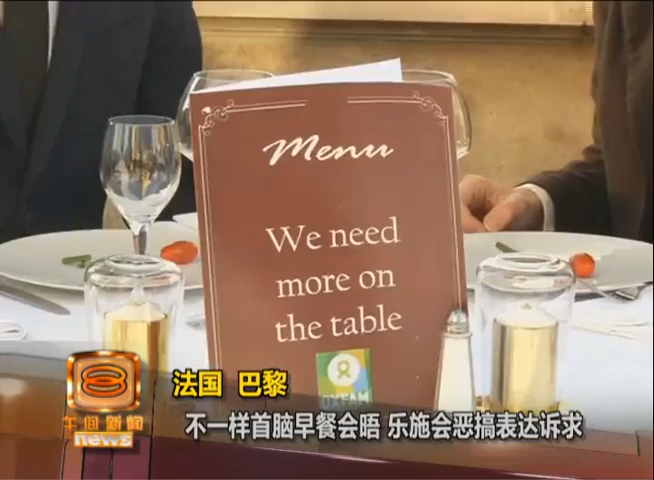 Menu
We need
more on
the table
OXFAM
法国 巴黎
午间新闻
news
不一样首脑早餐会晤 乐施会恶搞表达诉求